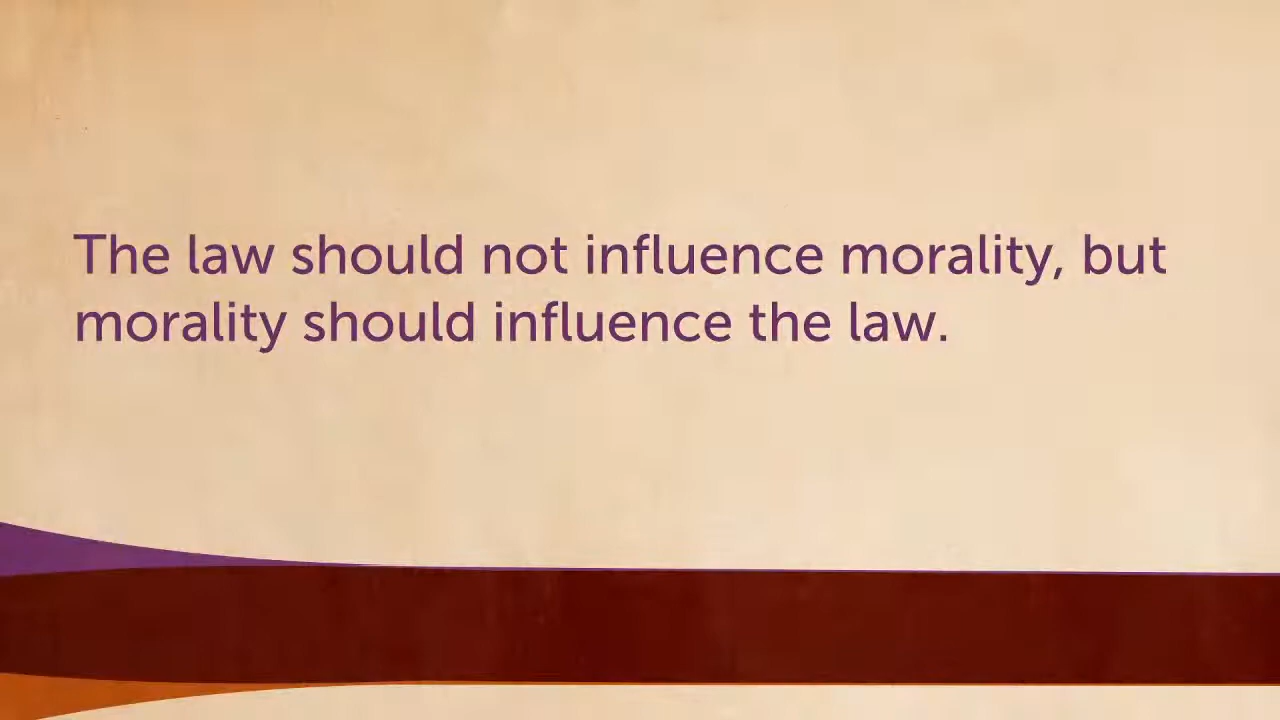 The law should not influence morality, but
morality should influence the law.